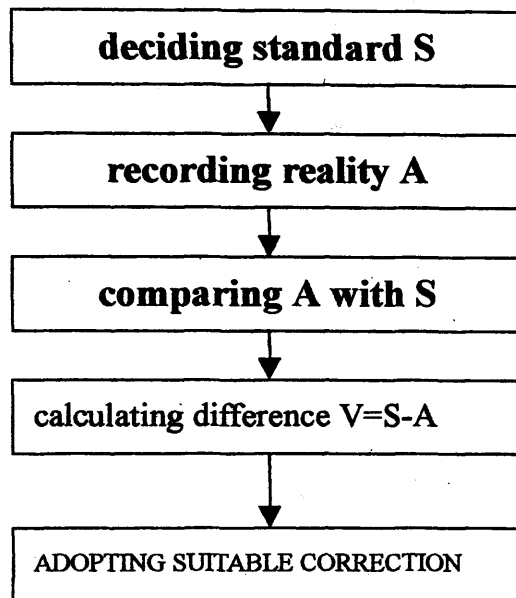 deciding standard S
recording reality A
comparing A with S
calculating difference V=S-A
ADOPTING SUITABLE CORRECTION